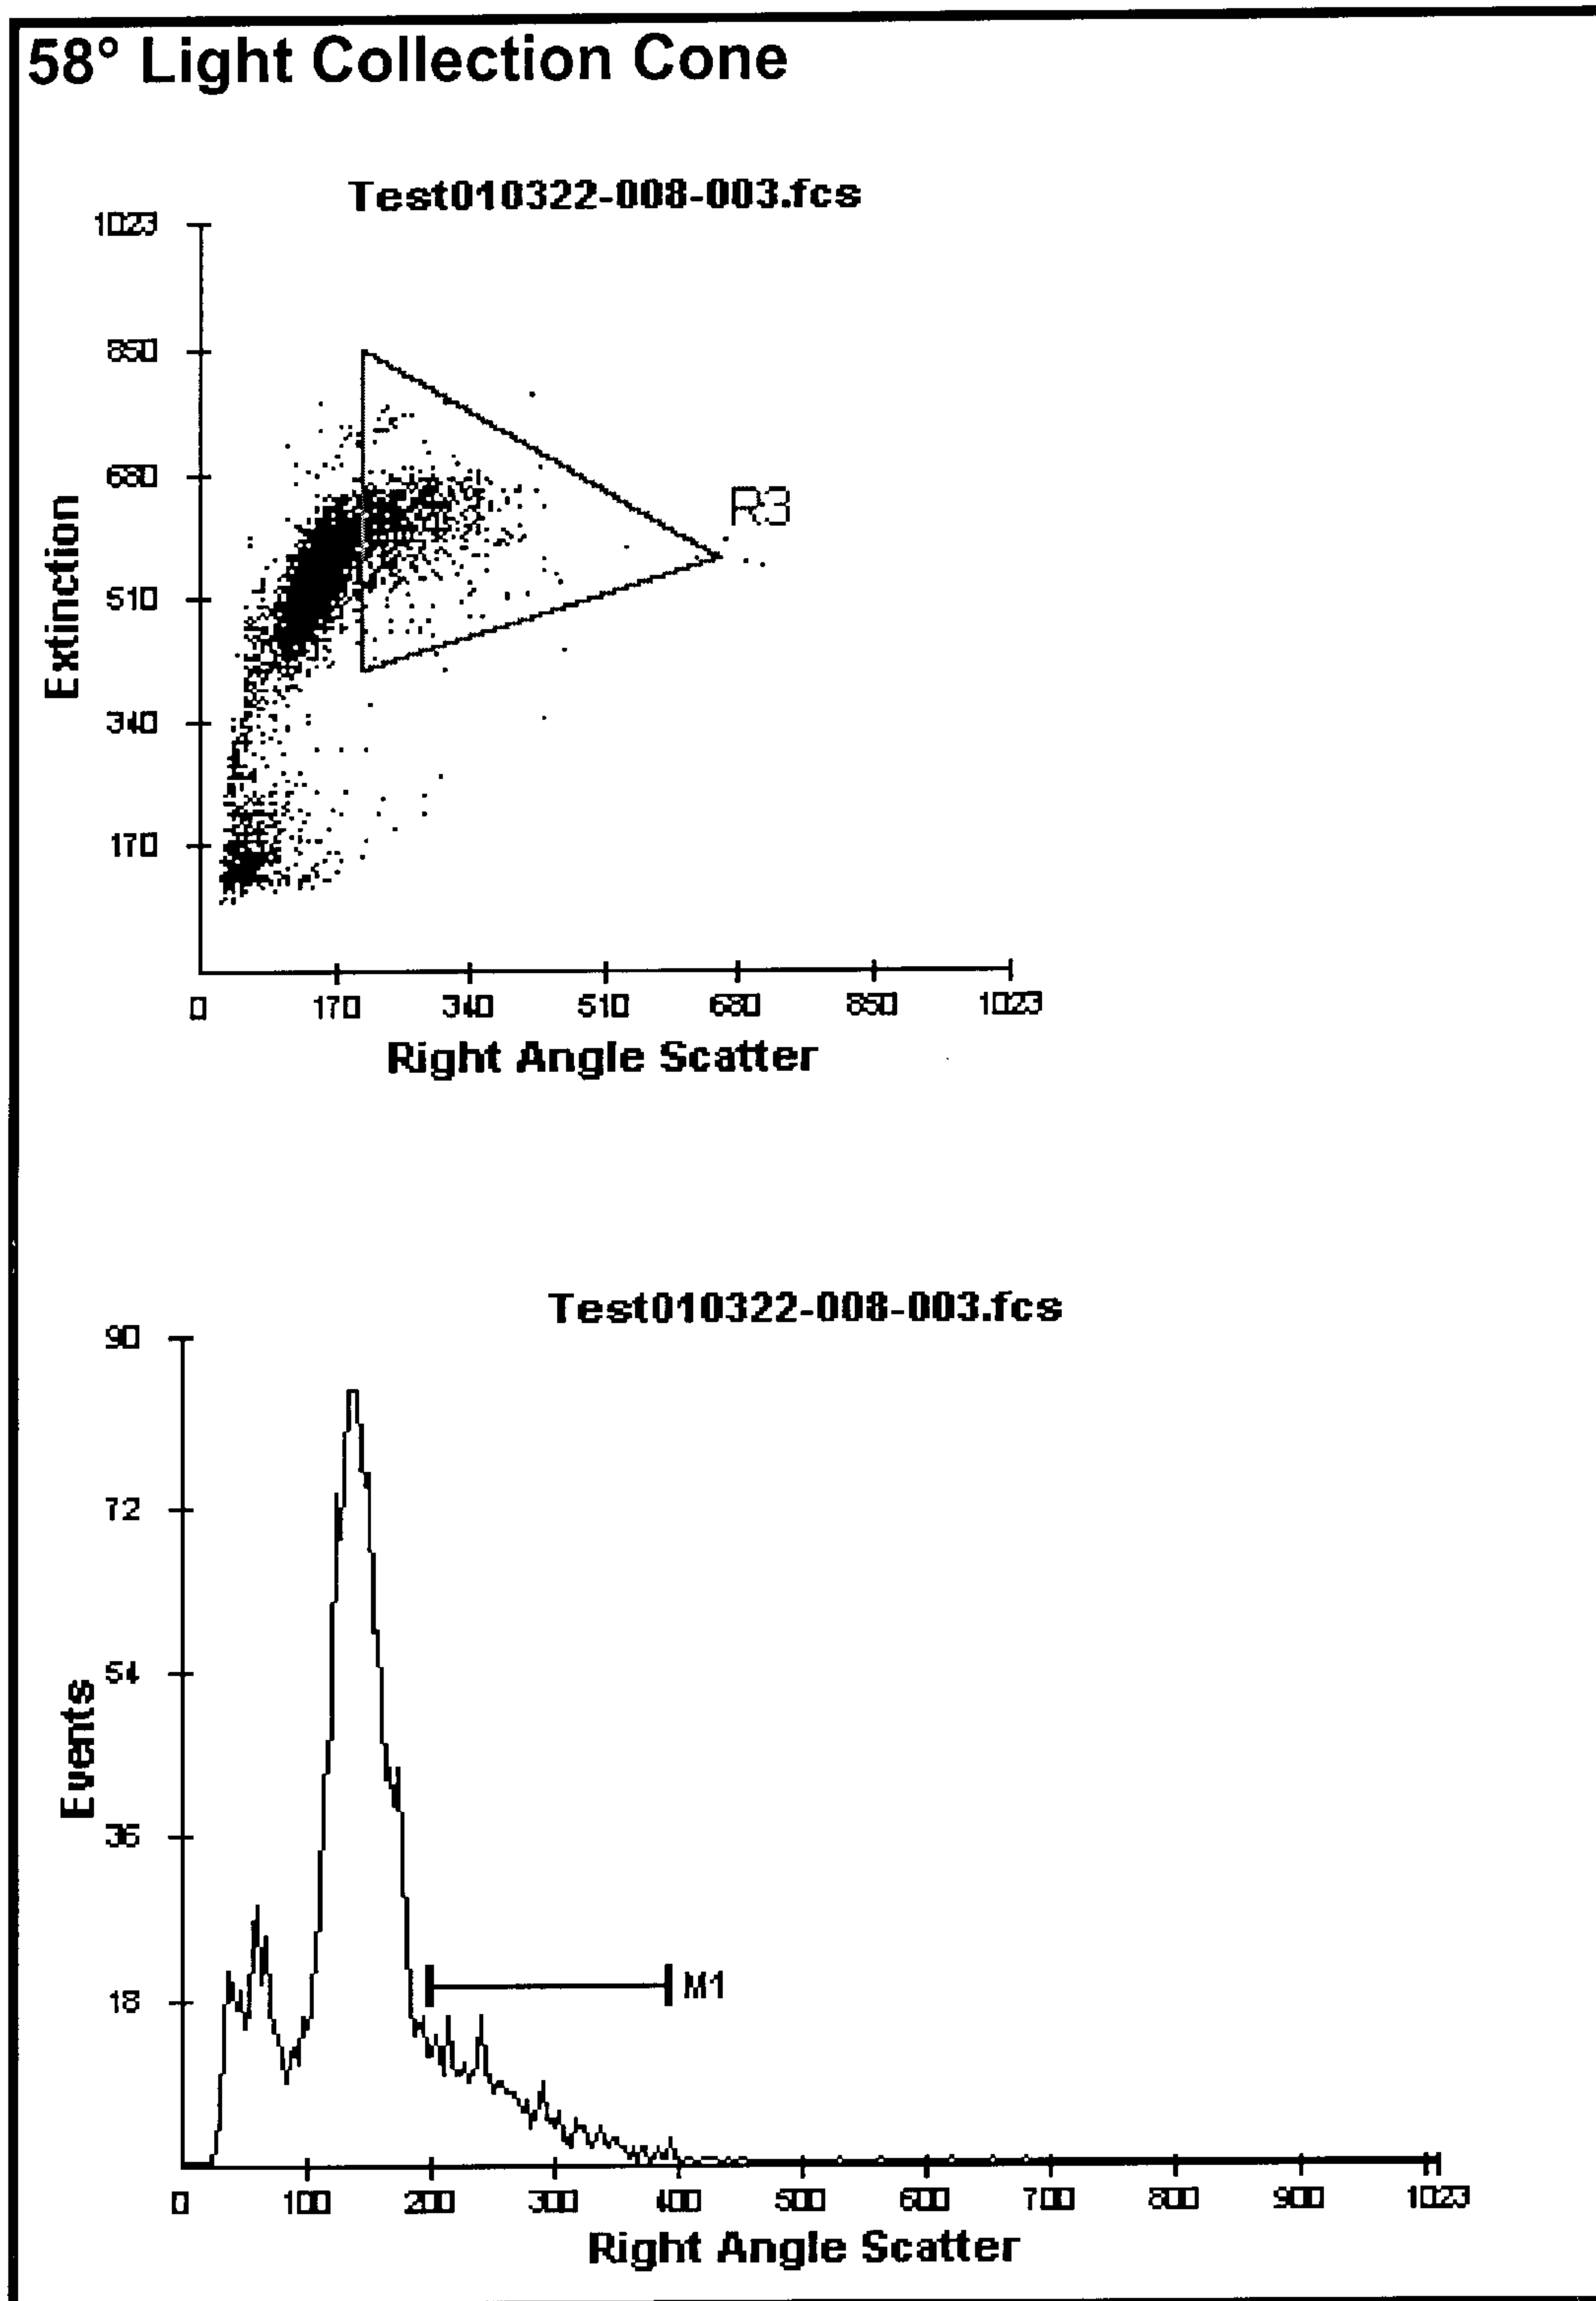 58° Light Collection Cone
Test010322-008-003.fcs
1023
850
680
510
340
170
Extinction
R3
0 170 340 510 680 850 1023
Right Angle Scatter
Test010322-008-003.fcs
90
72
54
36
18
Events
M1
0 100 200 300 400 500 600 700 800 900 1023
Right Angle Scatter